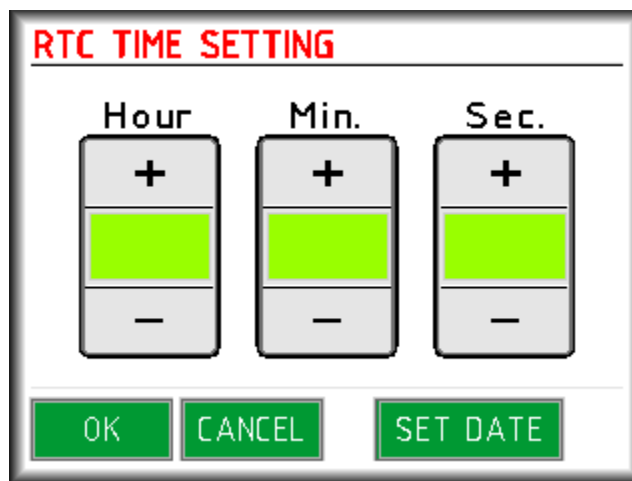 RTC TIME SETTING
Hour Min. Sec.
+ + +
– – –
OK CANCEL SET DATE